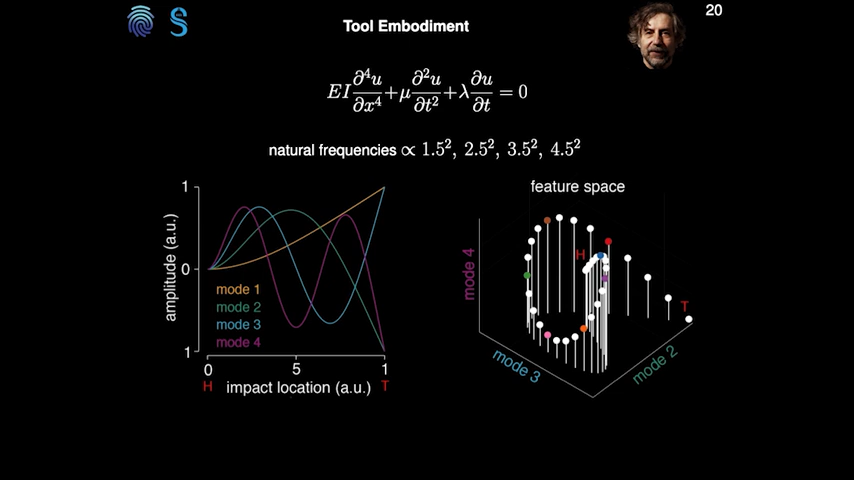 Tool Embodiment
20
EI ∂⁴u/∂x⁴ + μ ∂²u/∂t² + λ ∂u/∂t = 0
natural frequencies ∝ 1.5², 2.5², 3.5², 4.5²
feature space
amplitude (a.u.)
1
0
1
mode 1
mode 2
mode 3
mode 4
0 5 1
H impact location (a.u.) T
mode 4
H
T
mode 3
mode 2